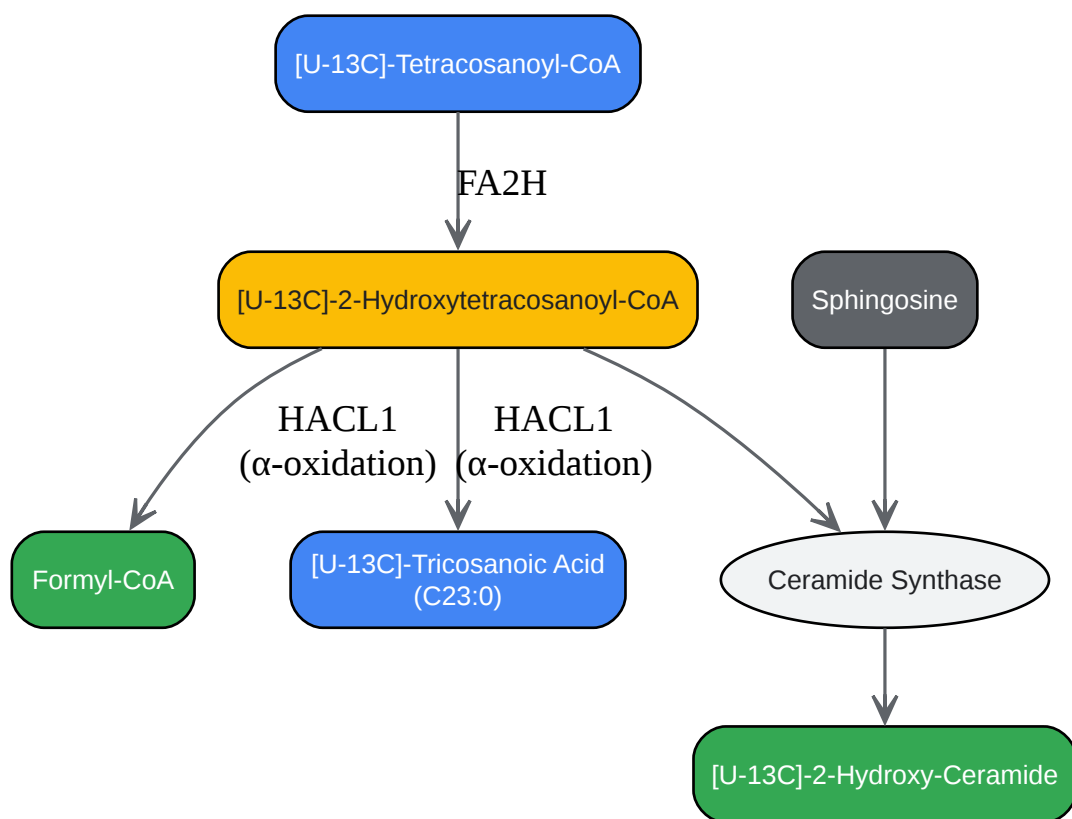 [U-13C]-Tetracosanoyl-CoA
FA2H
[U-13C]-2-Hydroxytetracosanoyl-CoA
Sphingosine
HACL1
(α-oxidation)
HACL1
(α-oxidation)
Formyl-CoA
[U-13C]-Tricosanoic Acid
(C23:0)
Ceramide Synthase
[U-13C]-2-Hydroxy-Ceramide